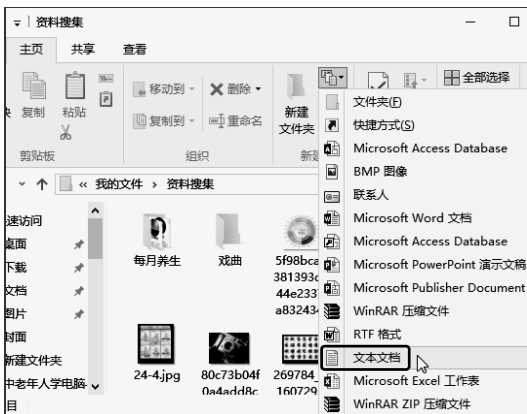 资料搜集
主页 共享 查看
移动到 删除 全部选择
复制 粘贴 新建
复制到 重命名 文件夹
剪贴板 组织 新建
« 我的文件 › 资料搜集
速访问
桌面
下载
文档
图片
封面
新建文件夹
中老年人学电脑
目
每月养生 戏曲 5f98bca
381393c
44e233
a83243
24-4.jpg 80c73b04f
0a4add8c 269784_
160729
文件夹(F)
快捷方式(S)
Microsoft Access Database
BMP 图像
联系人
Microsoft Word 文档
Microsoft Access Database
Microsoft PowerPoint 演示文稿
Microsoft Publisher Document
WinRAR 压缩文件
RTF 格式
文本文档
Microsoft Excel 工作表
WinRAR ZIP 压缩文件